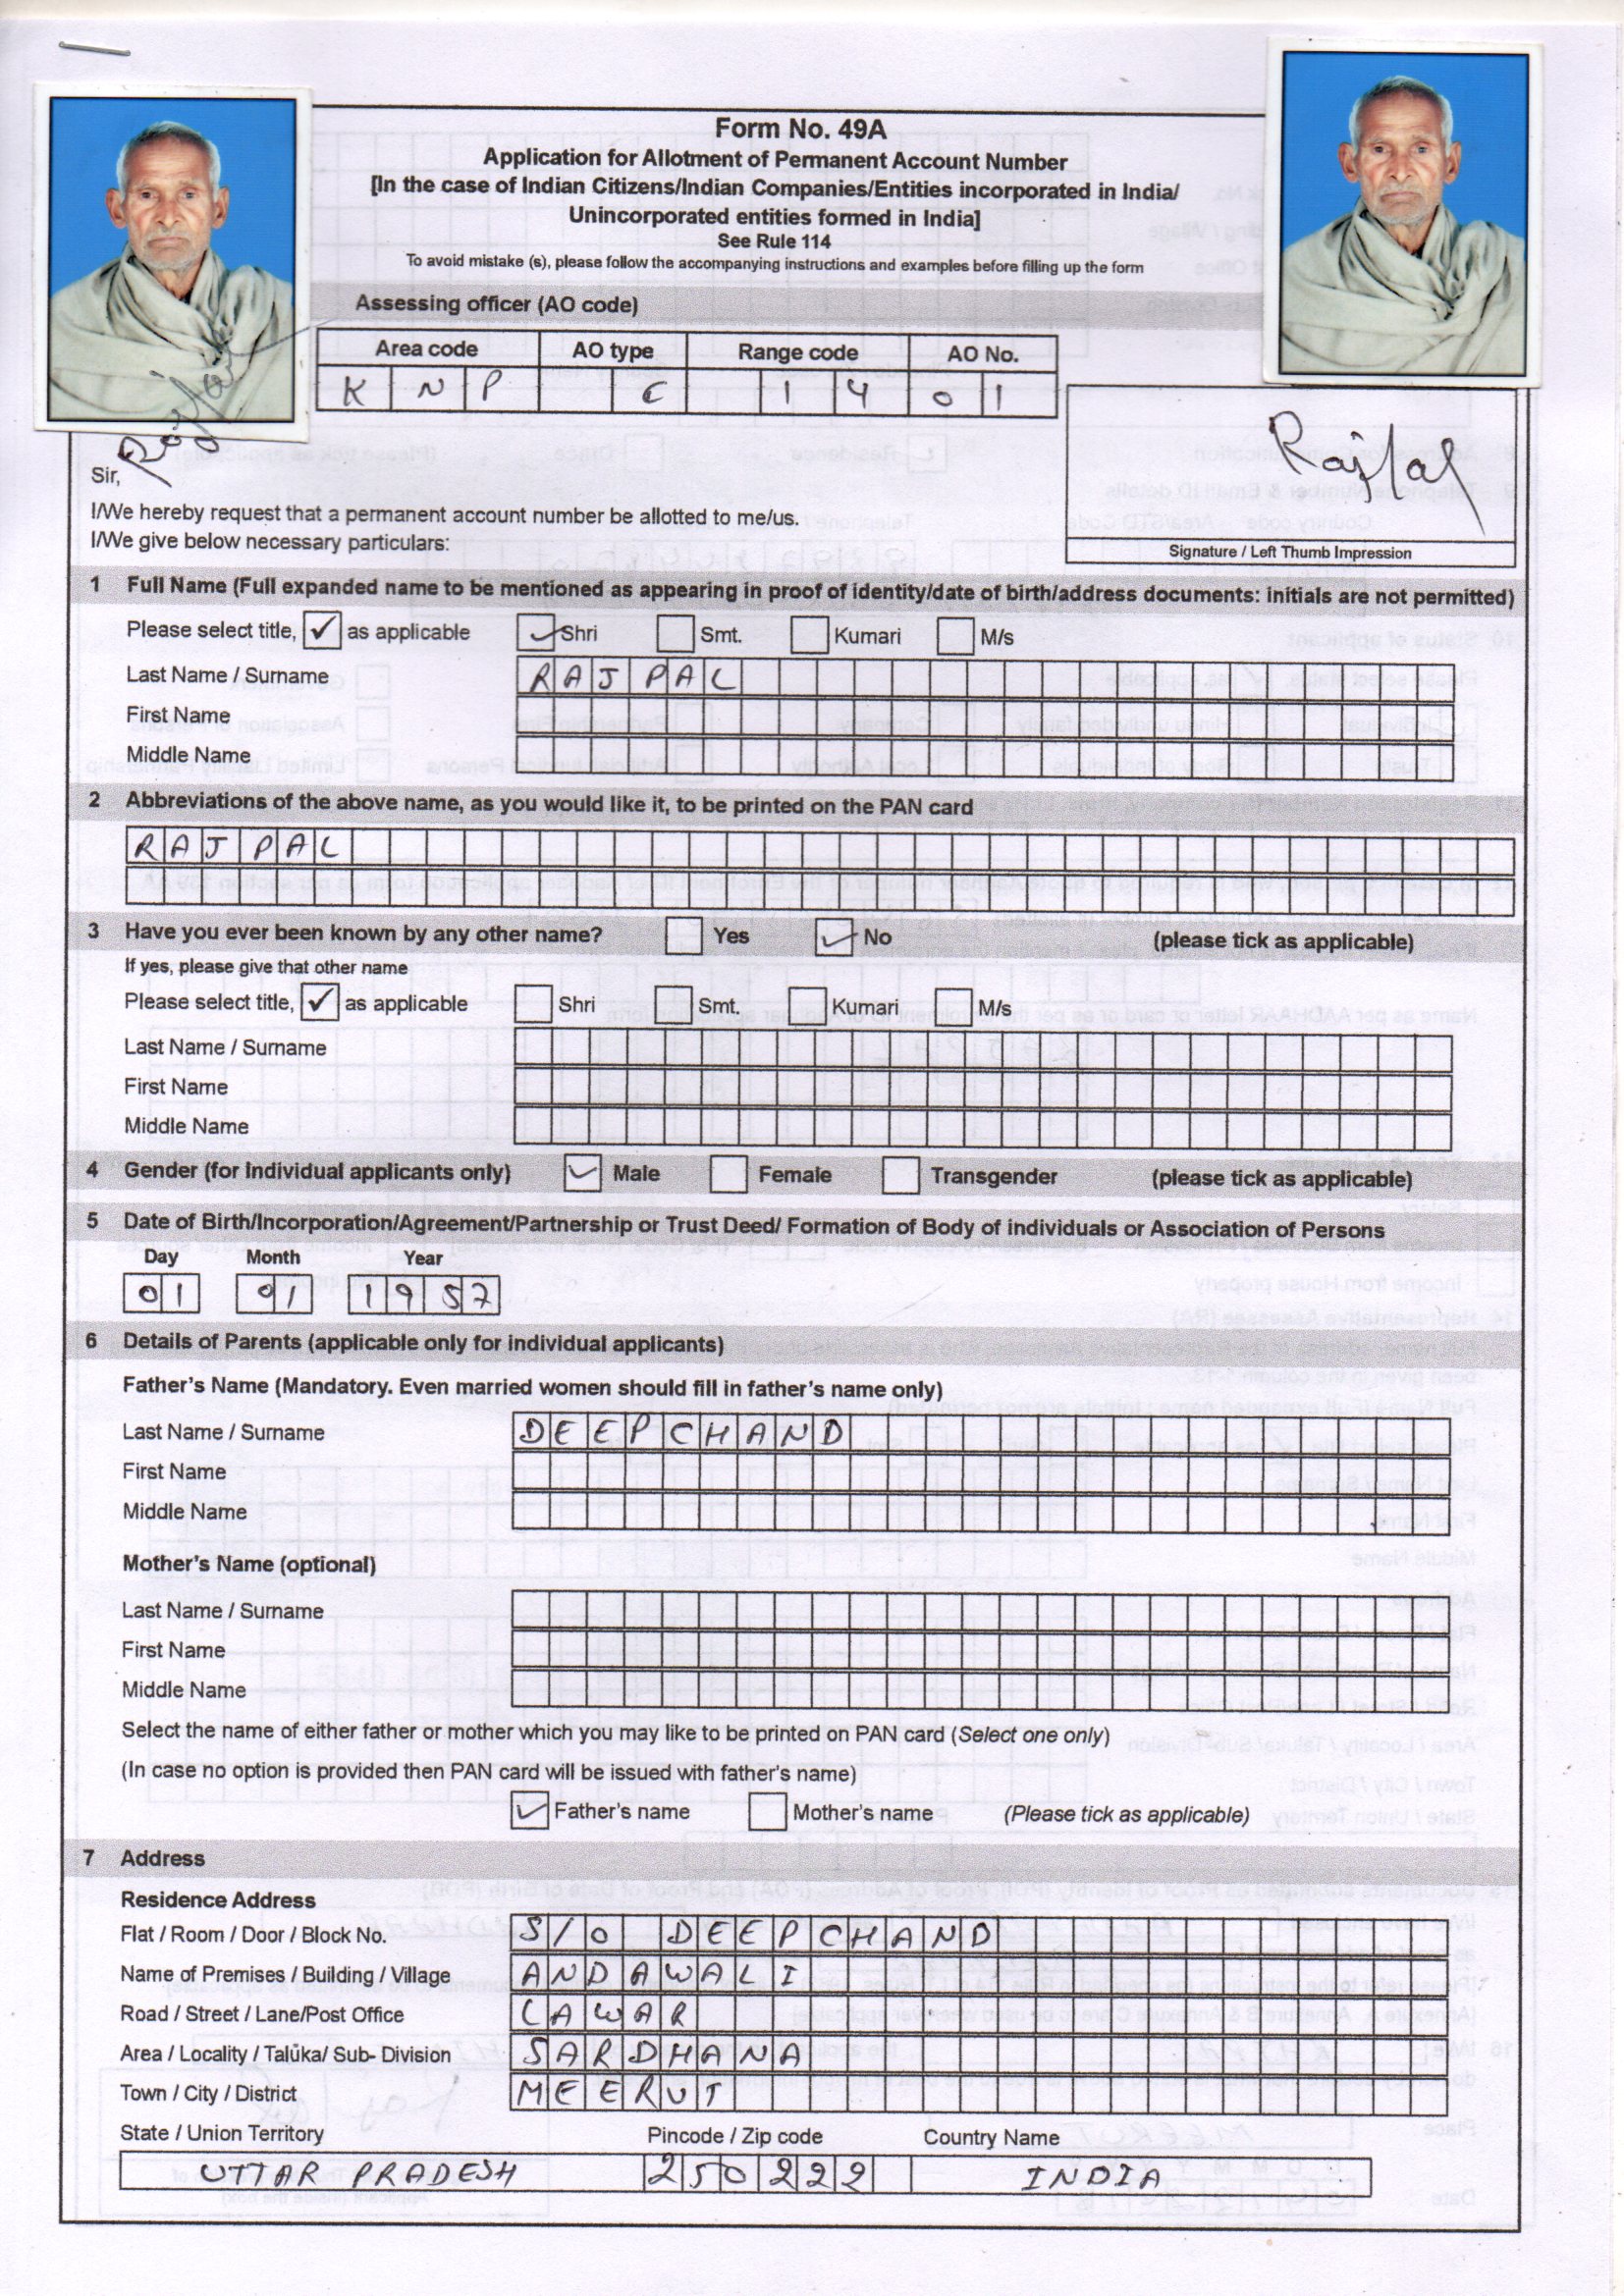 Form No. 49A
Application for Allotment of Permanent Account Number
[In the case of Indian Citizens/Indian Companies/Entities incorporated in India/
Unincorporated entities formed in India]
See Rule 114
To avoid mistake (s), please follow the accompanying instructions and examples before filling up the form
Assessing officer (AO code)
Area code AO type Range code AO No.
K N P C 1 4 0 1
Sir,
I/We hereby request that a permanent account number be allotted to me/us.
I/We give below necessary particulars:
Signature / Left Thumb Impression
1 Full Name (Full expanded name to be mentioned as appearing in proof of identity/date of birth/address documents: initials are not permitted)
Please select title, ✓ as applicable ✓ Shri Smt. Kumari M/s
Last Name / Surname RAJ PAL
First Name
Middle Name
2 Abbreviations of the above name, as you would like it, to be printed on the PAN card
RAJ PAL
3 Have you ever been known by any other name? Yes ✓ No (please tick as applicable)
If yes, please give that other name
Please select title, ✓ as applicable Shri Smt. Kumari M/s
Last Name / Surname
First Name
Middle Name
4 Gender (for Individual applicants only) ✓ Male Female Transgender (please tick as applicable)
5 Date of Birth/Incorporation/Agreement/Partnership or Trust Deed/ Formation of Body of individuals or Association of Persons
Day Month Year
01 01 1957
6 Details of Parents (applicable only for individual applicants)
Father's Name (Mandatory. Even married women should fill in father's name only)
Last Name / Surname DEEPCHAND
First Name
Middle Name
Mother's Name (optional)
Last Name / Surname
First Name
Middle Name
Select the name of either father or mother which you may like to be printed on PAN card (Select one only)
(In case no option is provided then PAN card will be issued with father's name)
✓ Father's name Mother's name (Please tick as applicable)
7 Address
Residence Address
Flat / Room / Door / Block No. S/O DEEPCHAND
Name of Premises / Building / Village ANDAWALI
Road / Street / Lane/Post Office LAWAR
Area / Locality / Taluka/ Sub- Division SARDHANA
Town / City / District MEERUT
State / Union Territory Pincode / Zip code Country Name
UTTAR PRADESH 250222 INDIA